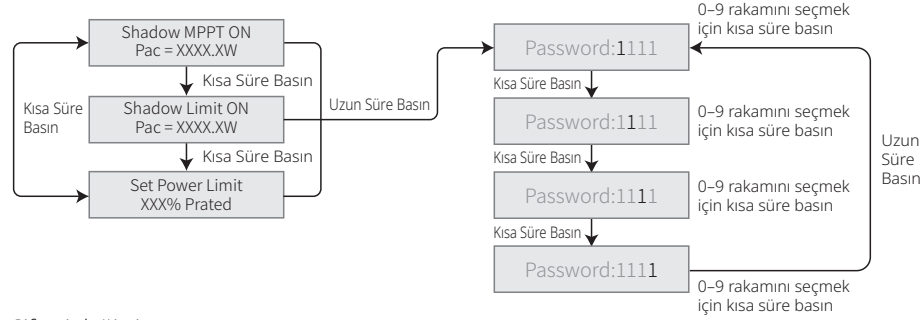 Shadow MPPT ON
Pac = XXXX.XW
Kısa Süre Basın
Shadow Limit ON
Pac = XXXX.XW
Kısa Süre Basın
Set Power Limit
XXX% Prated
Kısa Süre
Basın
Uzun Süre Basın
0–9 rakamını seçmek
için kısa süre basın
Password:1111
Kısa Süre Basın
Password:1111
0–9 rakamını seçmek
için kısa süre basın
Kısa Süre Basın
Password:1111
0–9 rakamını seçmek
için kısa süre basın
Kısa Süre Basın
Password:1111
0–9 rakamını seçmek
için kısa süre basın
Uzun
Süre
Basın